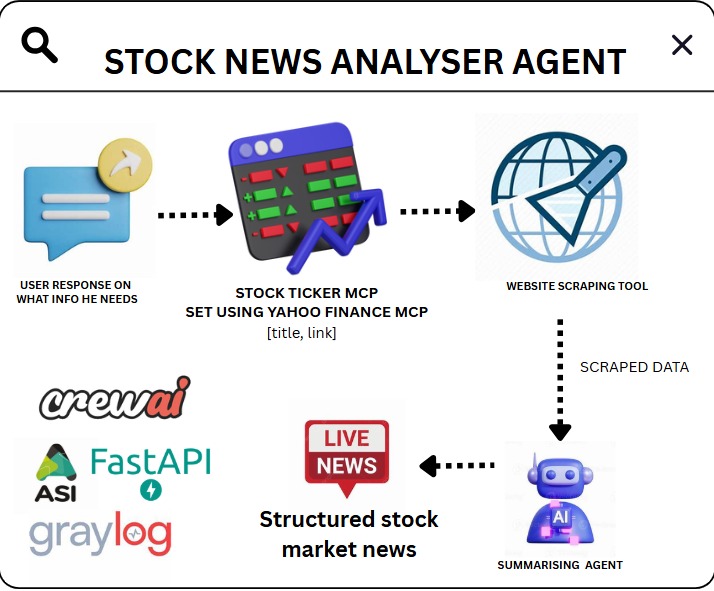 STOCK NEWS ANALYSER AGENT
USER RESPONSE ON
WHAT INFO HE NEEDS
STOCK TICKER MCP
SET USING YAHOO FINANCE MCP
[title, link]
WEBSITE SCRAPING TOOL
SCRAPED DATA
AI
SUMMARISING AGENT
LIVE
NEWS
Structured stock
market news
crewai
ASI
FastAPI
graylog